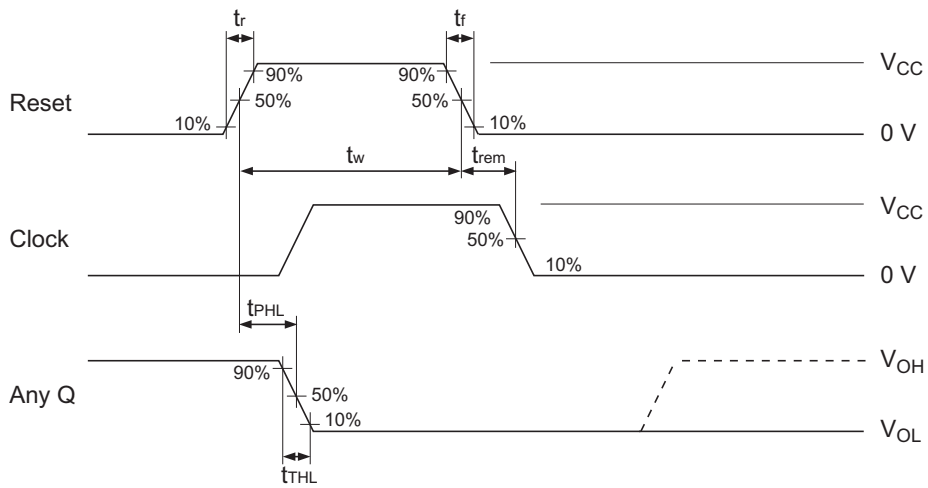 tr
tf
90%
90%
VCC
Reset
50%
50%
10%
10%
0 V
tw
trem
90%
VCC
Clock
50%
10%
0 V
tPHL
90%
VOH
Any Q
50%
10%
VOL
tTHL